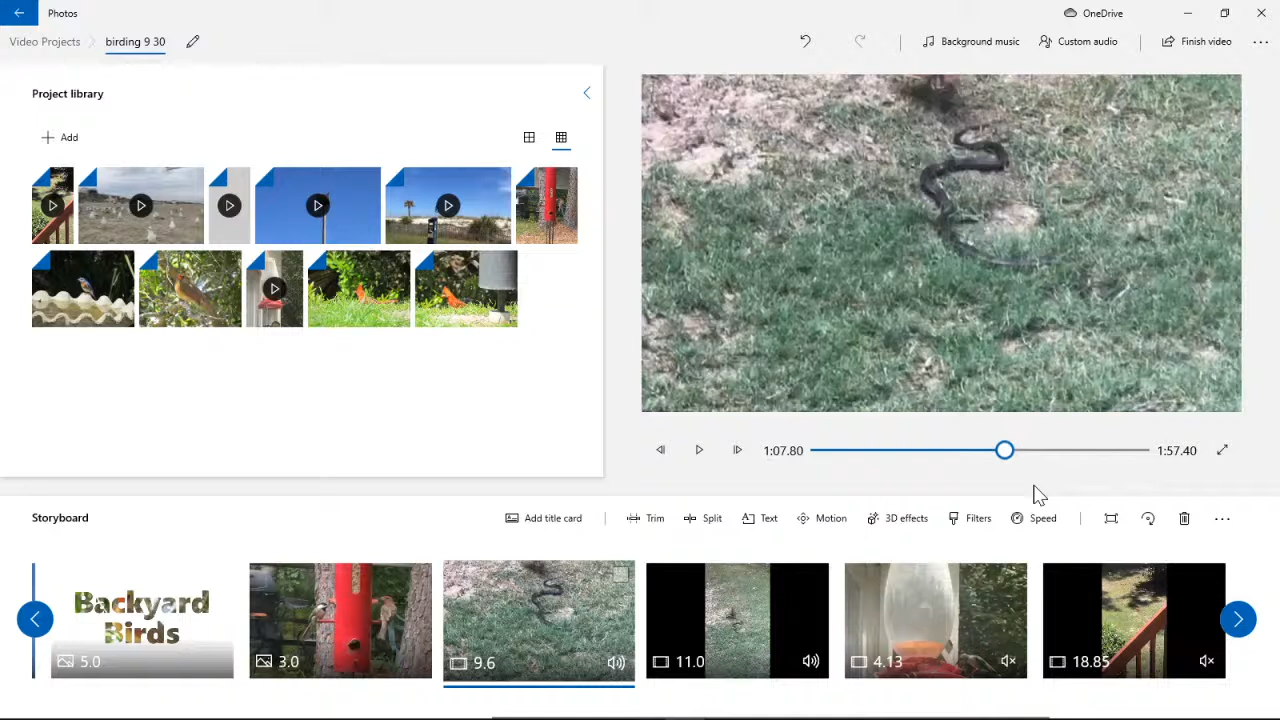 Photos
OneDrive
Video Projects
birding 9 30
Background music
Custom audio
Finish video
Project library
Add
1:07.80
1:57.40
Storyboard
Add title card
Trim
Split
Text
Motion
3D effects
Filters
Speed
Backyard
Birds
5.0
3.0
9.6
11.0
4.13
18.85